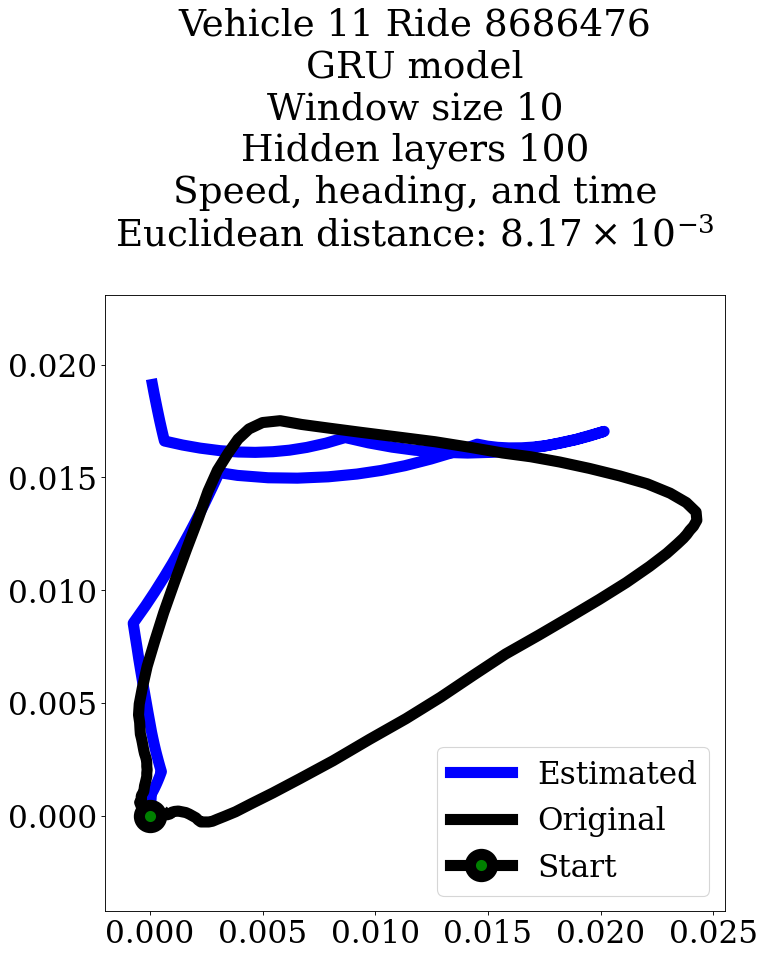 Vehicle 11 Ride 8686476
GRU model
Window size 10
Hidden layers 100
Speed, heading, and time
Euclidean distance: 8.17 × 10⁻³
0.020
0.015
0.010
0.005
0.000
Estimated
Original
Start
0.000 0.005 0.010 0.015 0.020 0.025